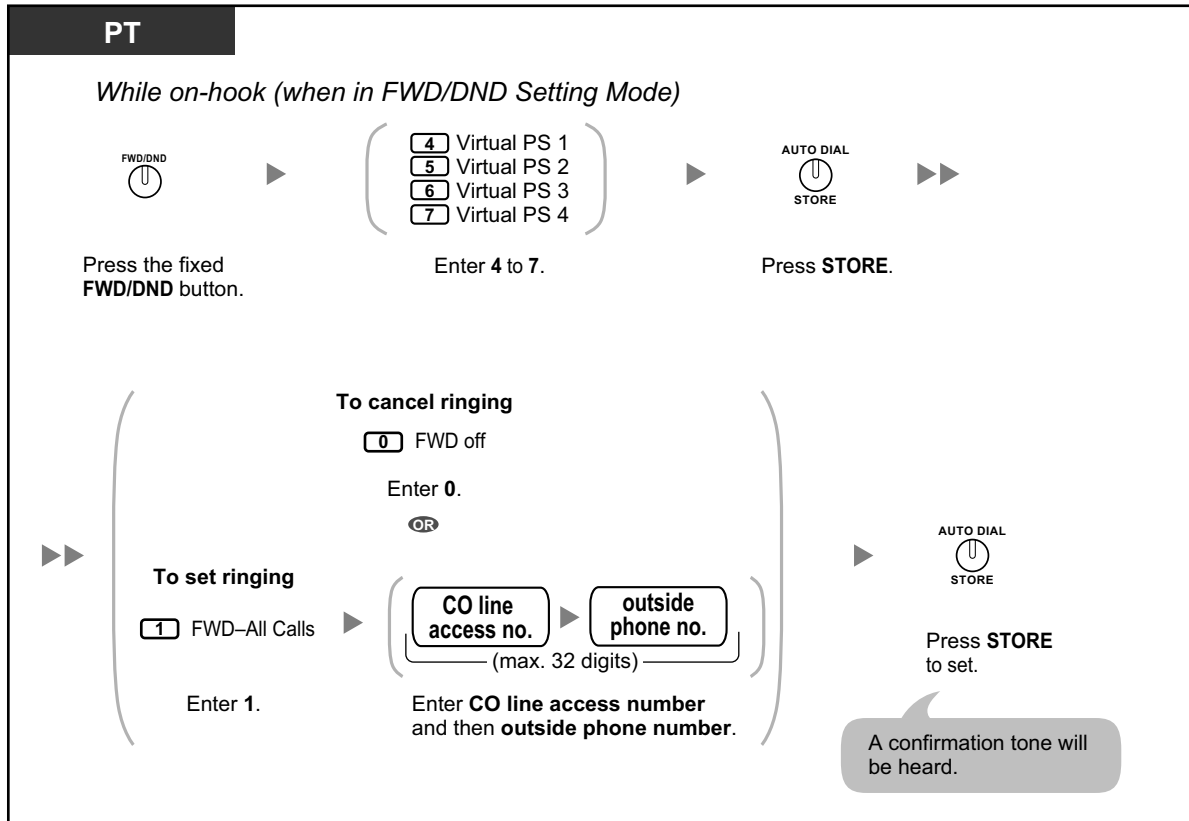 PT
While on-hook (when in FWD/DND Setting Mode)
FWD/DND
Press the fixed
FWD/DND button.
4 Virtual PS 1
5 Virtual PS 2
6 Virtual PS 3
7 Virtual PS 4
Enter 4 to 7.
AUTO DIAL
STORE
Press STORE.
To cancel ringing
0 FWD off
Enter 0.
OR
To set ringing
1 FWD–All Calls
Enter 1.
CO line
access no.
outside
phone no.
(max. 32 digits)
Enter CO line access number
and then outside phone number.
AUTO DIAL
STORE
Press STORE
to set.
A confirmation tone will
be heard.